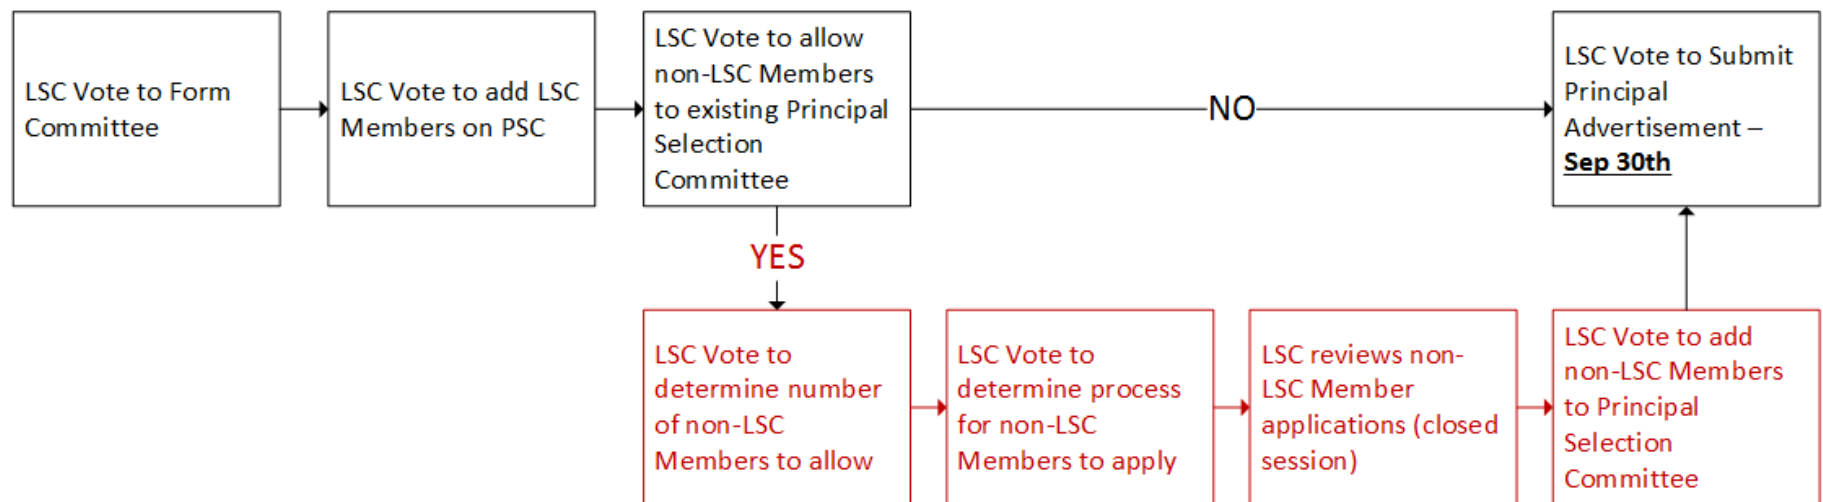 LSC Vote to Form
Committee
LSC Vote to add LSC
Members on PSC
LSC Vote to allow
non-LSC Members
to existing Principal
Selection
Committee
NO
LSC Vote to Submit
Principal
Advertisement –
Sep 30th
YES
LSC Vote to
determine number
of non-LSC
Members to allow
LSC Vote to
determine process
for non-LSC
Members to apply
LSC reviews non-
LSC Member
applications (closed
session)
LSC Vote to add
non-LSC Members
to Principal
Selection
Committee